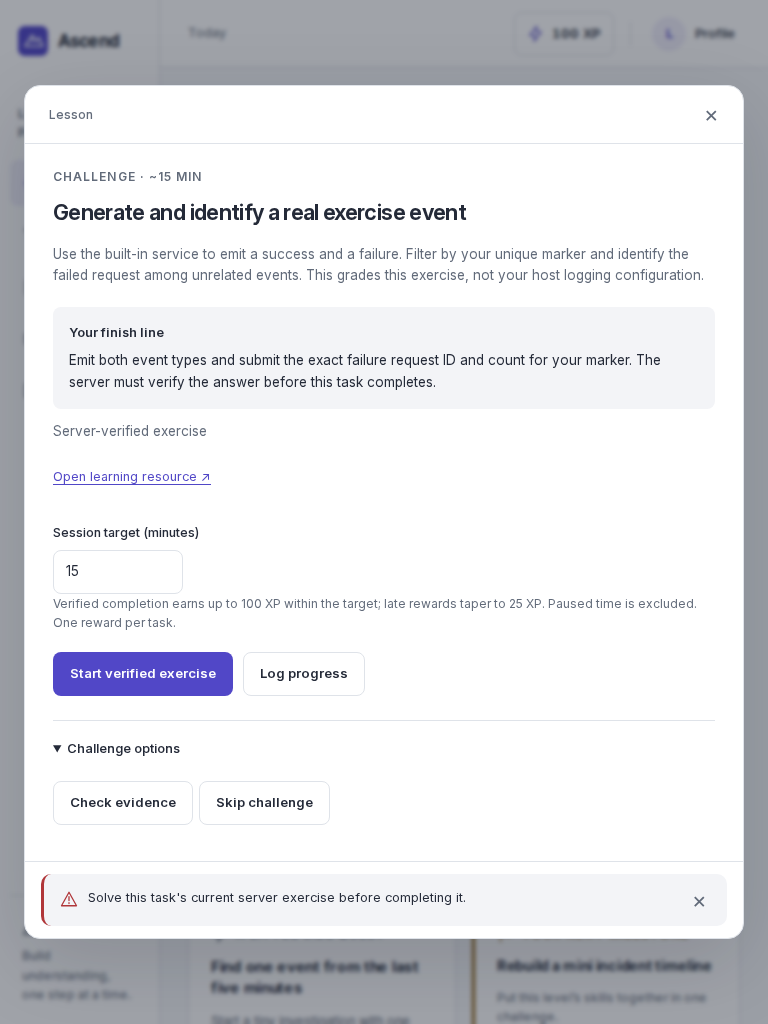 Ascend
Today
100 XP
L
Profile
Lesson
CHALLENGE · ~15 MIN
Generate and identify a real exercise event
Use the built-in service to emit a success and a failure. Filter by your unique marker and identify the
failed request among unrelated events. This grades this exercise, not your host logging configuration.
Your finish line
Emit both event types and submit the exact failure request ID and count for your marker. The
server must verify the answer before this task completes.
Server-verified exercise
Open learning resource ↗
Session target (minutes)
15
Verified completion earns up to 100 XP within the target; late rewards taper to 25 XP. Paused time is excluded.
One reward per task.
Start verified exercise
Log progress
▼ Challenge options
Check evidence
Skip challenge
Solve this task's current server exercise before completing it.
Build
understanding,
one step at a time.
Find one event from the last
five minutes
Start a tiny investigation with one
Rebuild a mini incident timeline
Put this level's skills together in one
challenge.